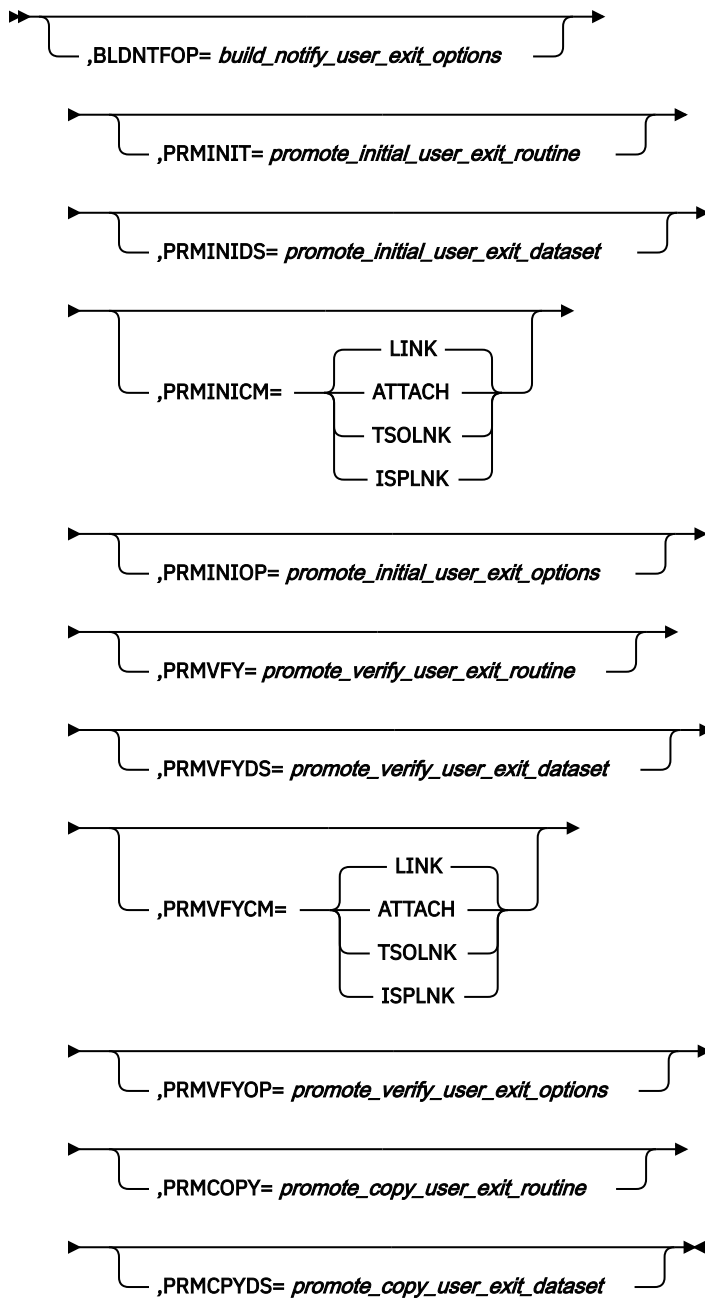 ,BLDNTFOP= build_notify_user_exit_options
,PRMINIT= promote_initial_user_exit_routine
,PRMINIDS= promote_initial_user_exit_dataset
LINK
,PRMINICM= ATTACH
TSOLNK
ISPLNK
,PRMINIOP= promote_initial_user_exit_options
,PRMVFY= promote_verify_user_exit_routine
,PRMVFYDS= promote_verify_user_exit_dataset
LINK
,PRMVFYCM= ATTACH
TSOLNK
ISPLNK
,PRMVFYOP= promote_verify_user_exit_options
,PRMCOPY= promote_copy_user_exit_routine
,PRMCPYDS= promote_copy_user_exit_dataset